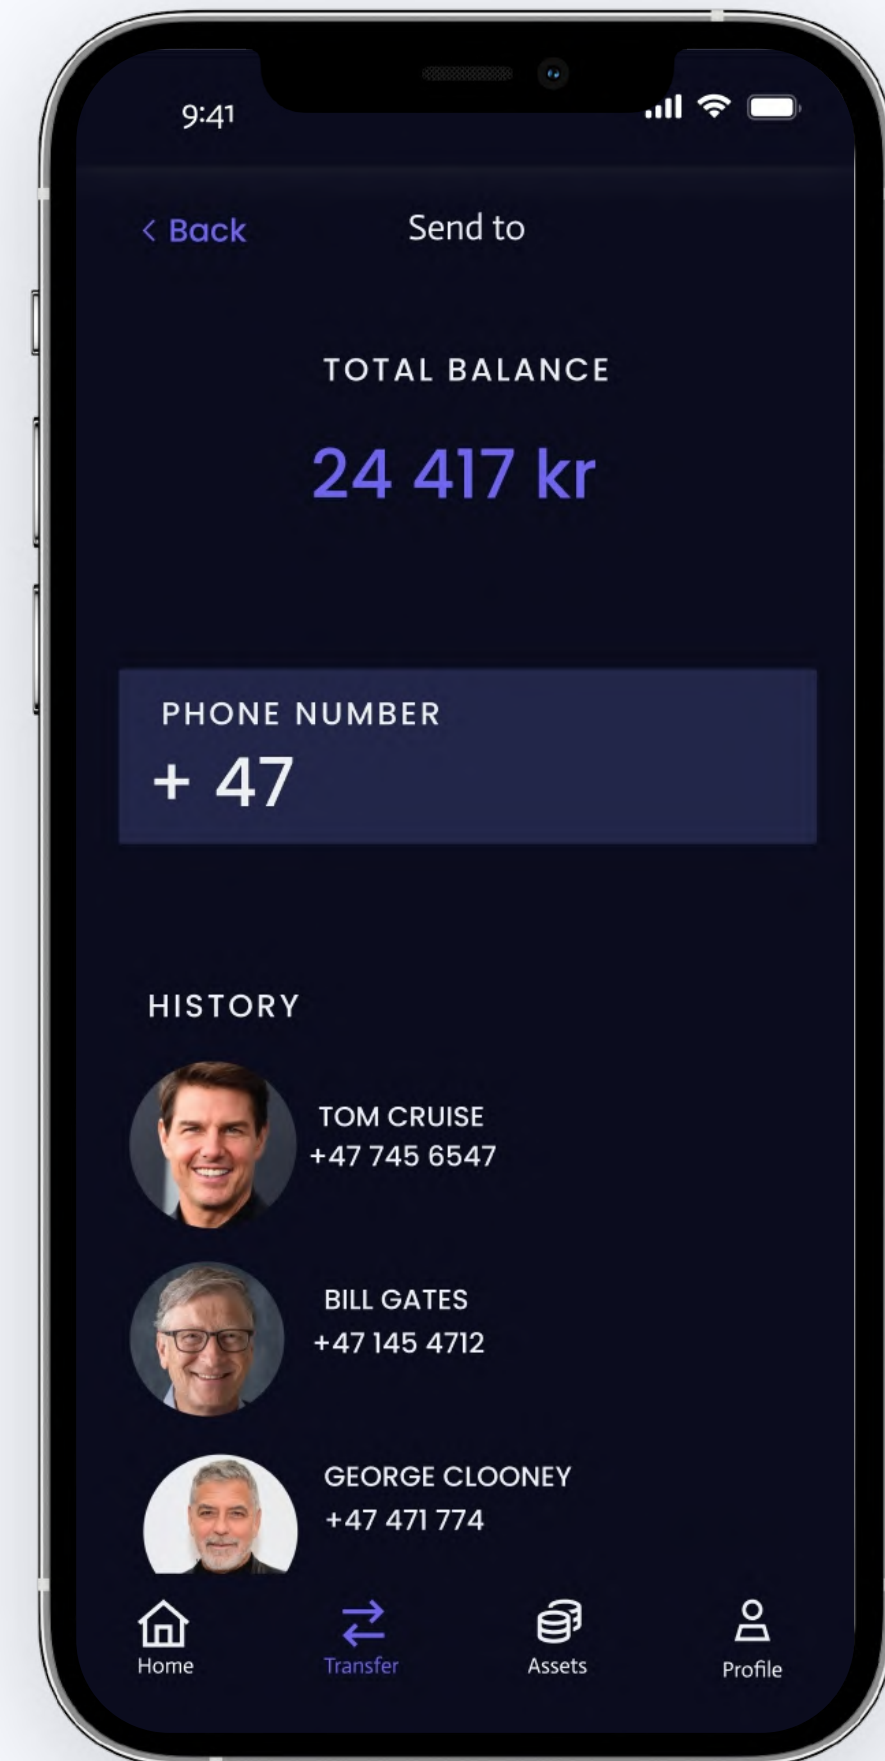 9:41
< Back
Send to
TOTAL BALANCE
24 417 kr
PHONE NUMBER
+ 47
HISTORY
TOM CRUISE
+47 745 6547
BILL GATES
+47 145 4712
GEORGE CLOONEY
+47 471 774
Home Transfer Assets Profile